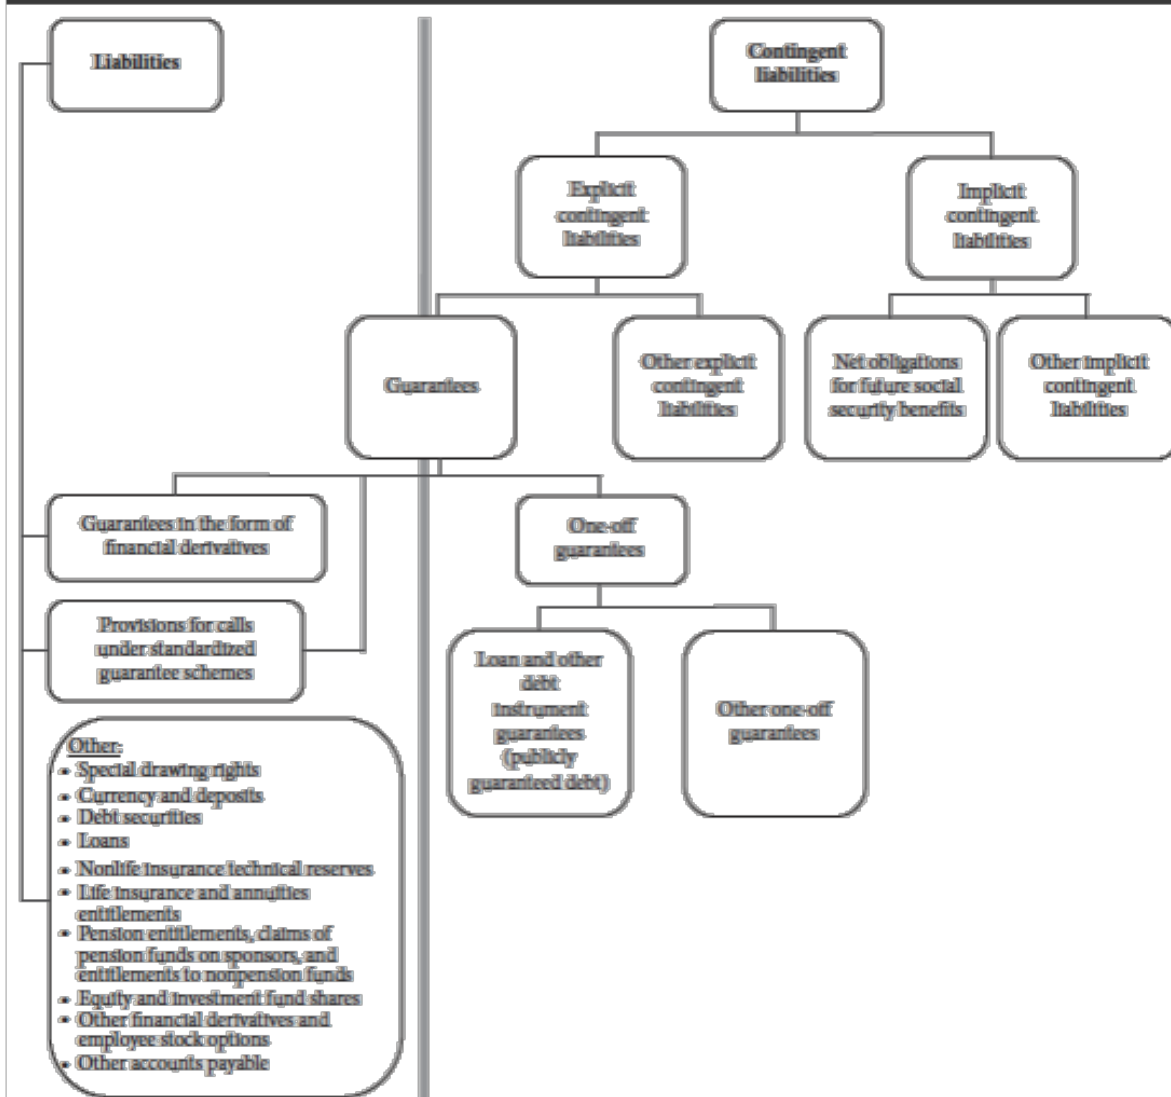 Liabilities
Contingent
liabilities
Explicit
contingent
liabilities
Implicit
contingent
liabilities
Guarantees
Other explicit
contingent
liabilities
Net obligations
for future social
security benefits
Other implicit
contingent
liabilities
Guarantees in the form of
financial derivatives
One-off
guarantees
Provisions for calls
under standardized
guarantee schemes
Loan and other
debt
instrument
guarantees
(publicly
guaranteed debt)
Other one-off
guarantees
Other:
• Special drawing rights
• Currency and deposits
• Debt securities
• Loans
• Nonlife insurance technical reserves
• Life insurance and annuities
entitlements
• Pension entitlements, claims of
pension funds on sponsors, and
entitlements to nonpension funds
• Equity and investment fund shares
• Other financial derivatives and
employee stock options
• Other accounts payable